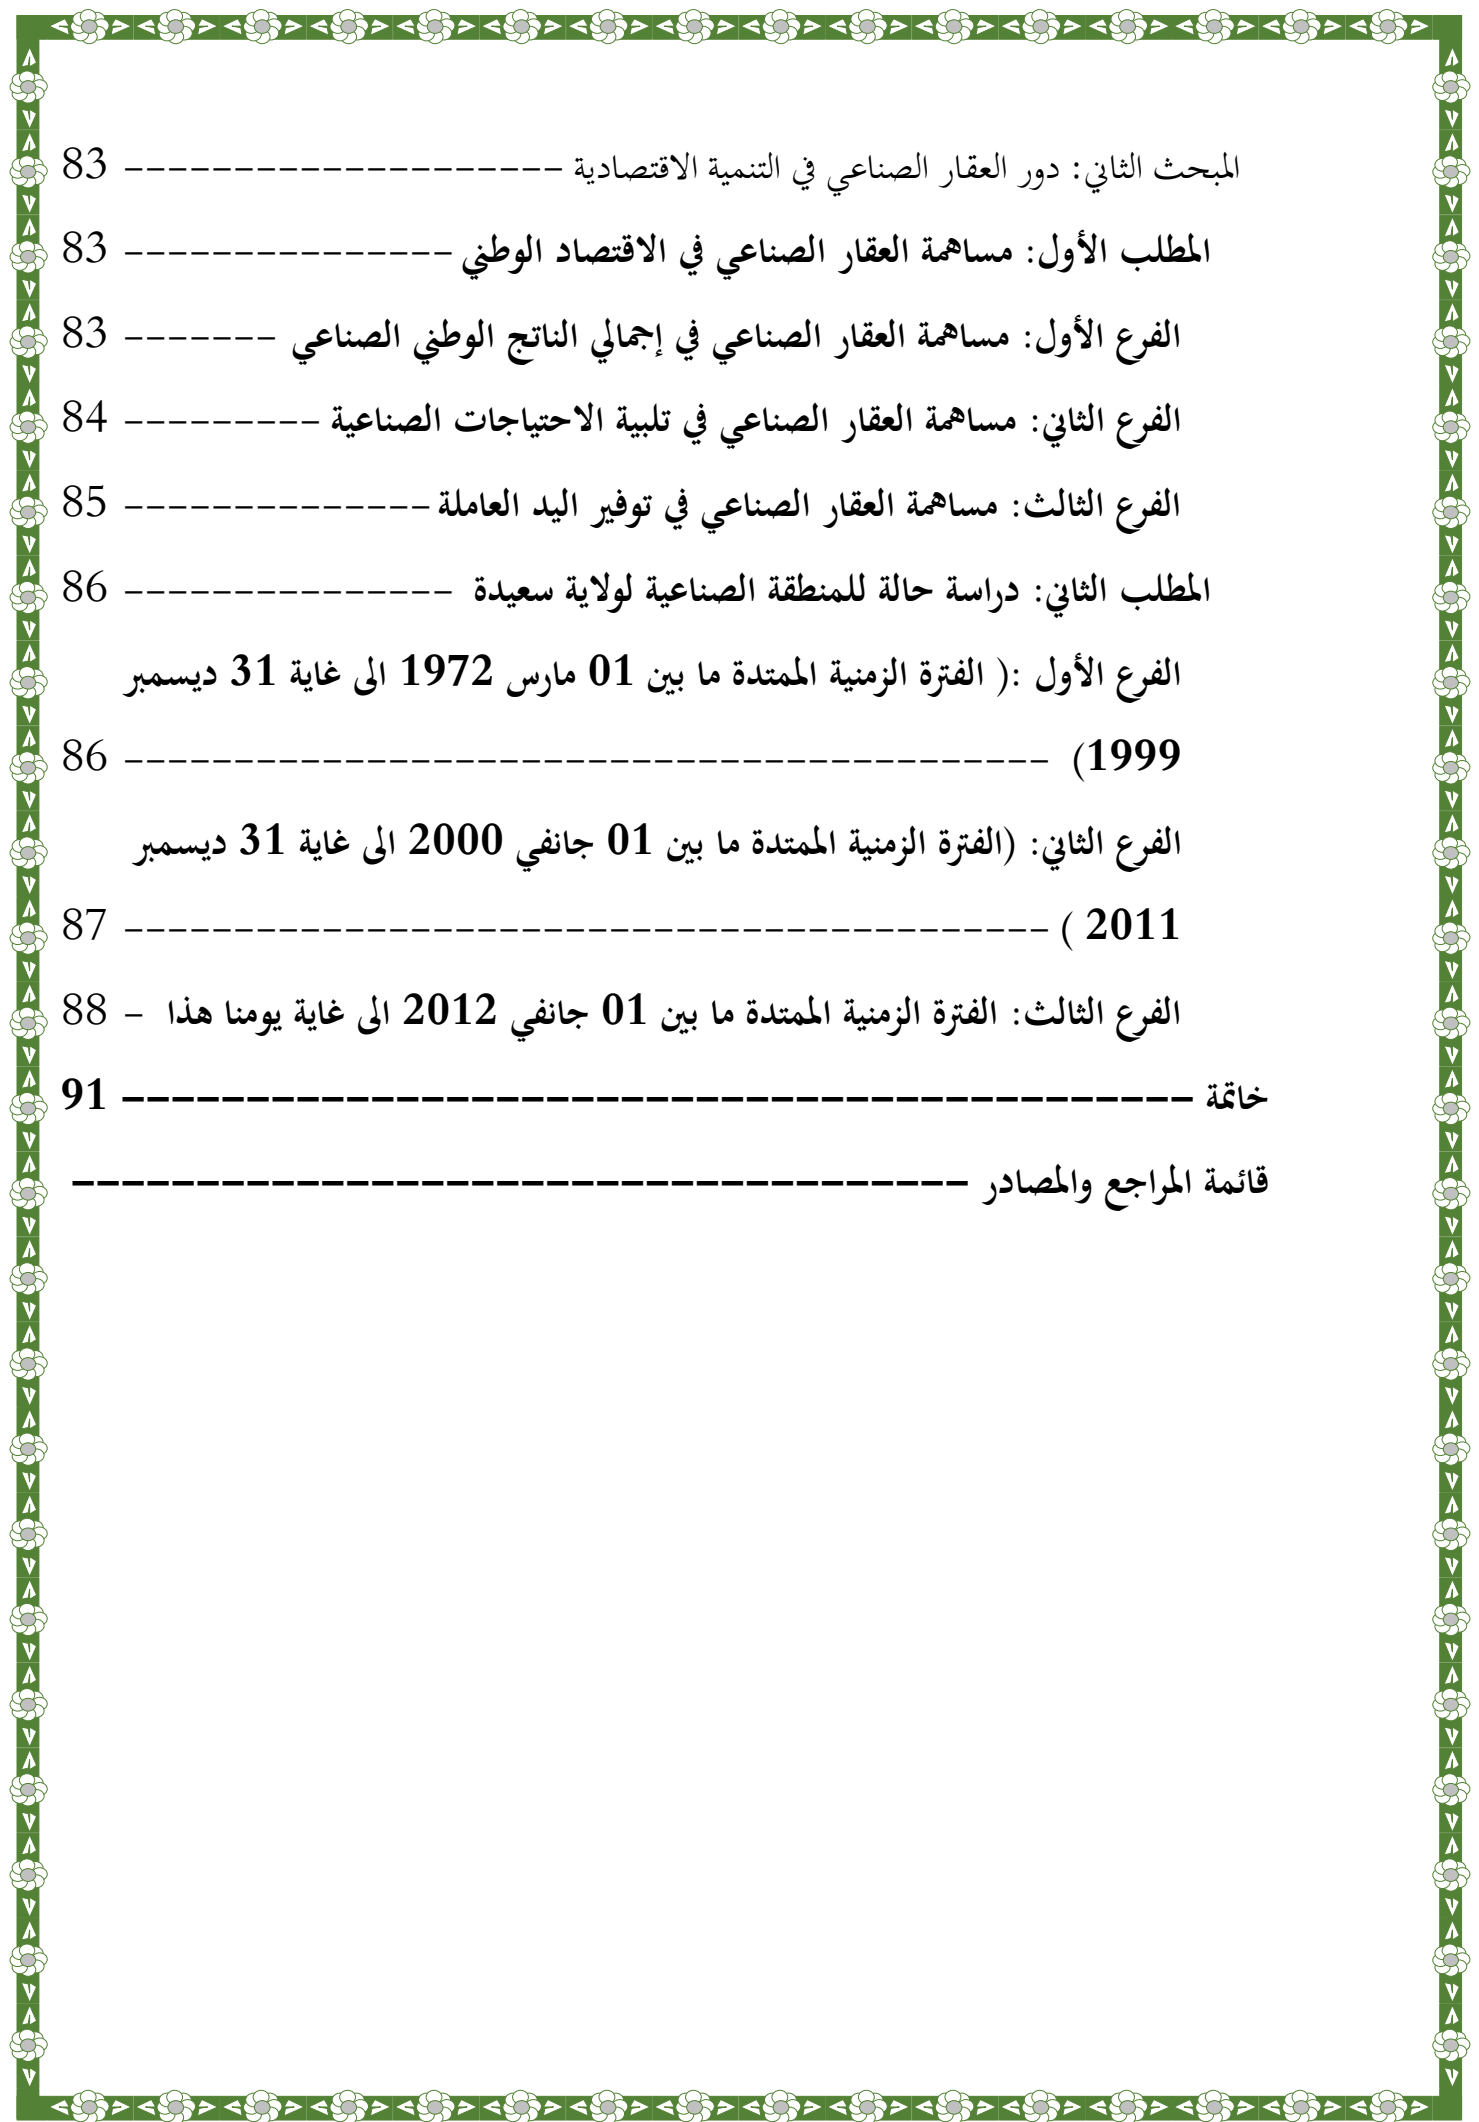 المبحث الثاني: دور العقار الصناعي في التنمية الاقتصادية -------------------- 83
المطلب الأول: مساهمة العقار الصناعي في الاقتصاد الوطني --------------- 83
الفرع الأول: مساهمة العقار الصناعي في إجمالي الناتج الوطني الصناعي ------- 83
الفرع الثاني: مساهمة العقار الصناعي في تلبية الاحتياجات الصناعية --------- 84
الفرع الثالث: مساهمة العقار الصناعي في توفير اليد العاملة -------------- 85
المطلب الثاني: دراسة حالة للمنطقة الصناعية لولاية سعيدة --------------- 86
الفرع الأول :( الفترة الزمنية الممتدة ما بين 01 مارس 1972 الى غاية 31 ديسمبر
1999) ------------------------------------------ 86
الفرع الثاني: (الفترة الزمنية الممتدة ما بين 01 جانفي 2000 الى غاية 31 ديسمبر
2011 ) ------------------------------------------ 87
الفرع الثالث: الفترة الزمنية الممتدة ما بين 01 جانفي 2012 الى غاية يومنا هذا - 88
خاتمة -------------------------------------------- 91
قائمة المراجع والمصادر -------------------------------------